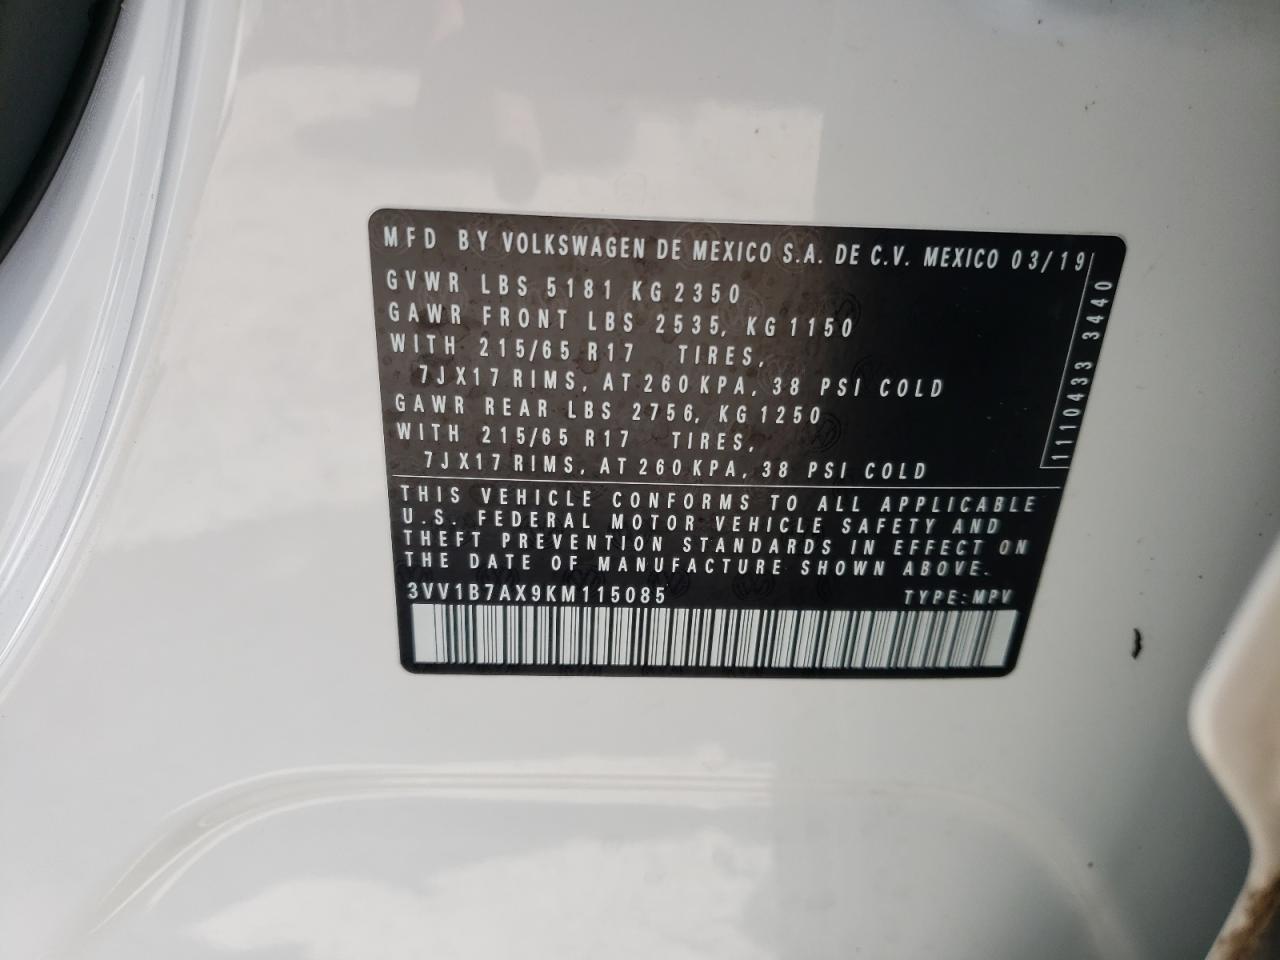 MFD BY VOLKSWAGEN DE MEXICO S.A. DE C.V. MEXICO 03/19
GVWR LBS 5181 KG 2350
GAWR FRONT LBS 2535, KG 1150
WITH 215/65 R17 TIRES,
7JX17 RIMS, AT 260 KPA, 38 PSI COLD
GAWR REAR LBS 2756, KG 1250
WITH 215/65 R17 TIRES,
7JX17 RIMS, AT 260 KPA, 38 PSI COLD
1110433 3440
THIS VEHICLE CONFORMS TO ALL APPLICABLE
U.S. FEDERAL MOTOR VEHICLE SAFETY AND
THEFT PREVENTION STANDARDS IN EFFECT ON
THE DATE OF MANUFACTURE SHOWN ABOVE.
3VV1B7AX9KM115085 TYPE: MPV